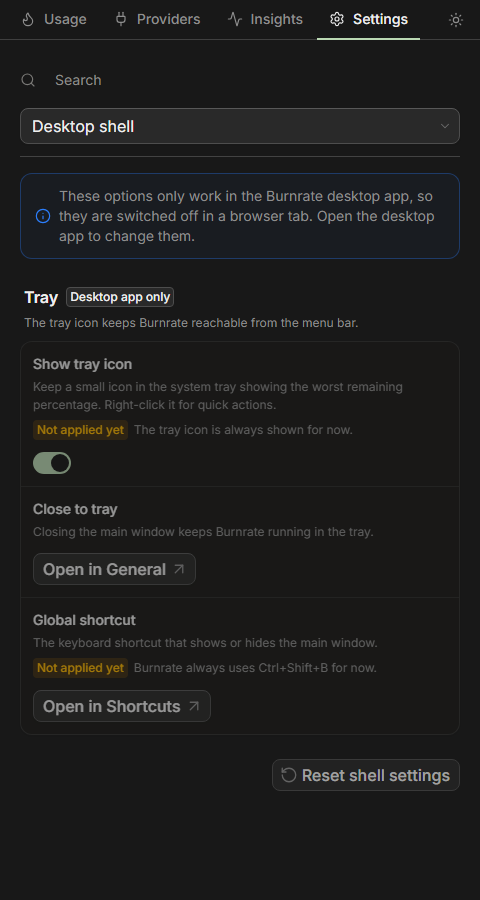 Usage Providers Insights Settings
Search
Desktop shell
These options only work in the Burnrate desktop app, so
they are switched off in a browser tab. Open the desktop
app to change them.
Tray Desktop app only
The tray icon keeps Burnrate reachable from the menu bar.
Show tray icon
Keep a small icon in the system tray showing the worst remaining
percentage. Right-click it for quick actions.
Not applied yet The tray icon is always shown for now.
Close to tray
Closing the main window keeps Burnrate running in the tray.
Open in General
Global shortcut
The keyboard shortcut that shows or hides the main window.
Not applied yet Burnrate always uses Ctrl+Shift+B for now.
Open in Shortcuts
Reset shell settings